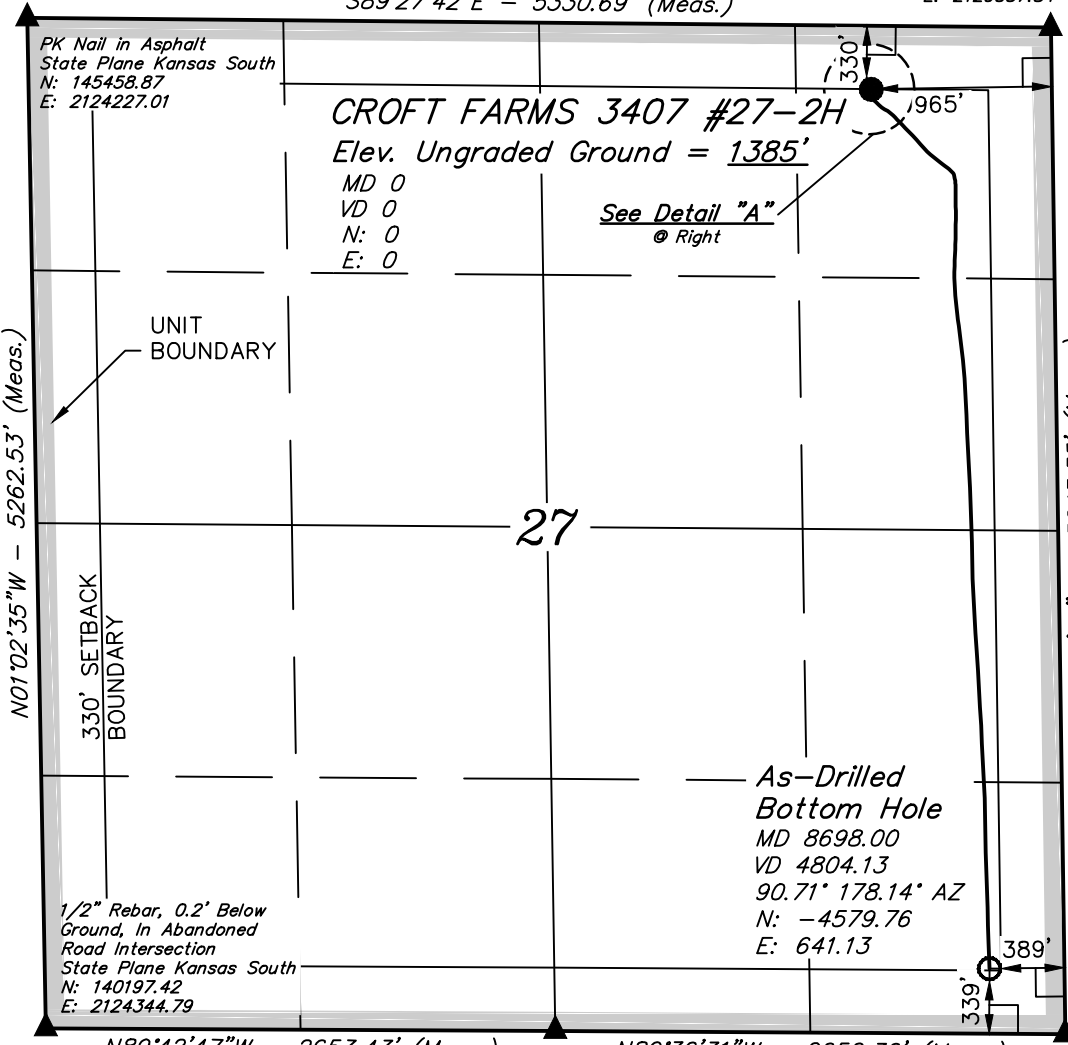 (Meas.)
PK Nail in Asphalt
State Plane Kansas South
N: 145458.87
E: 2124227.01
330'
965'
CROFT FARMS 3407 #27-2H
Elev. Ungraded Ground = 1385'
MD 0
VD 0
N: 0
E: 0
See Detail "A"
@ Right
UNIT
BOUNDARY
N01°02'35"W - 5262.53' (Meas.)
27
330' SETBACK
BOUNDARY
As-Drilled
Bottom Hole
MD 8698.00
VD 4804.13
90.71° 178.14° AZ
N: -4579.76
E: 641.13
1/2" Rebar, 0.2' Below
Ground, In Abandoned
Road Intersection
State Plane Kansas South
N: 140197.42
E: 2124344.79
389'
339'